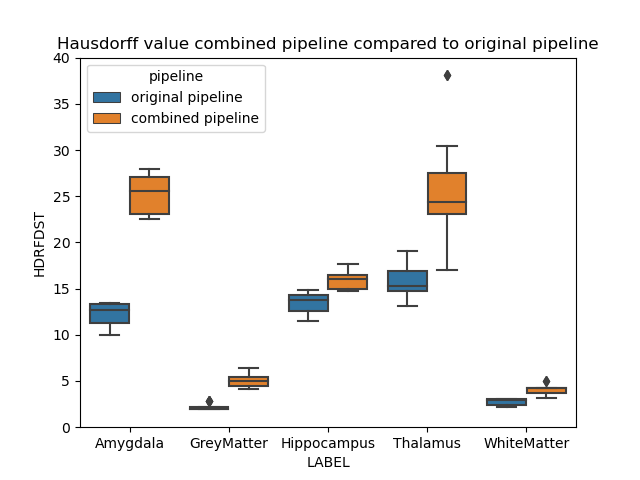 Hausdorff value combined pipeline compared to original pipeline
pipeline
original pipeline
combined pipeline
HDRFDST
40
35
30
25
20
15
10
5
0
Amygdala GreyMatter Hippocampus Thalamus WhiteMatter
LABEL